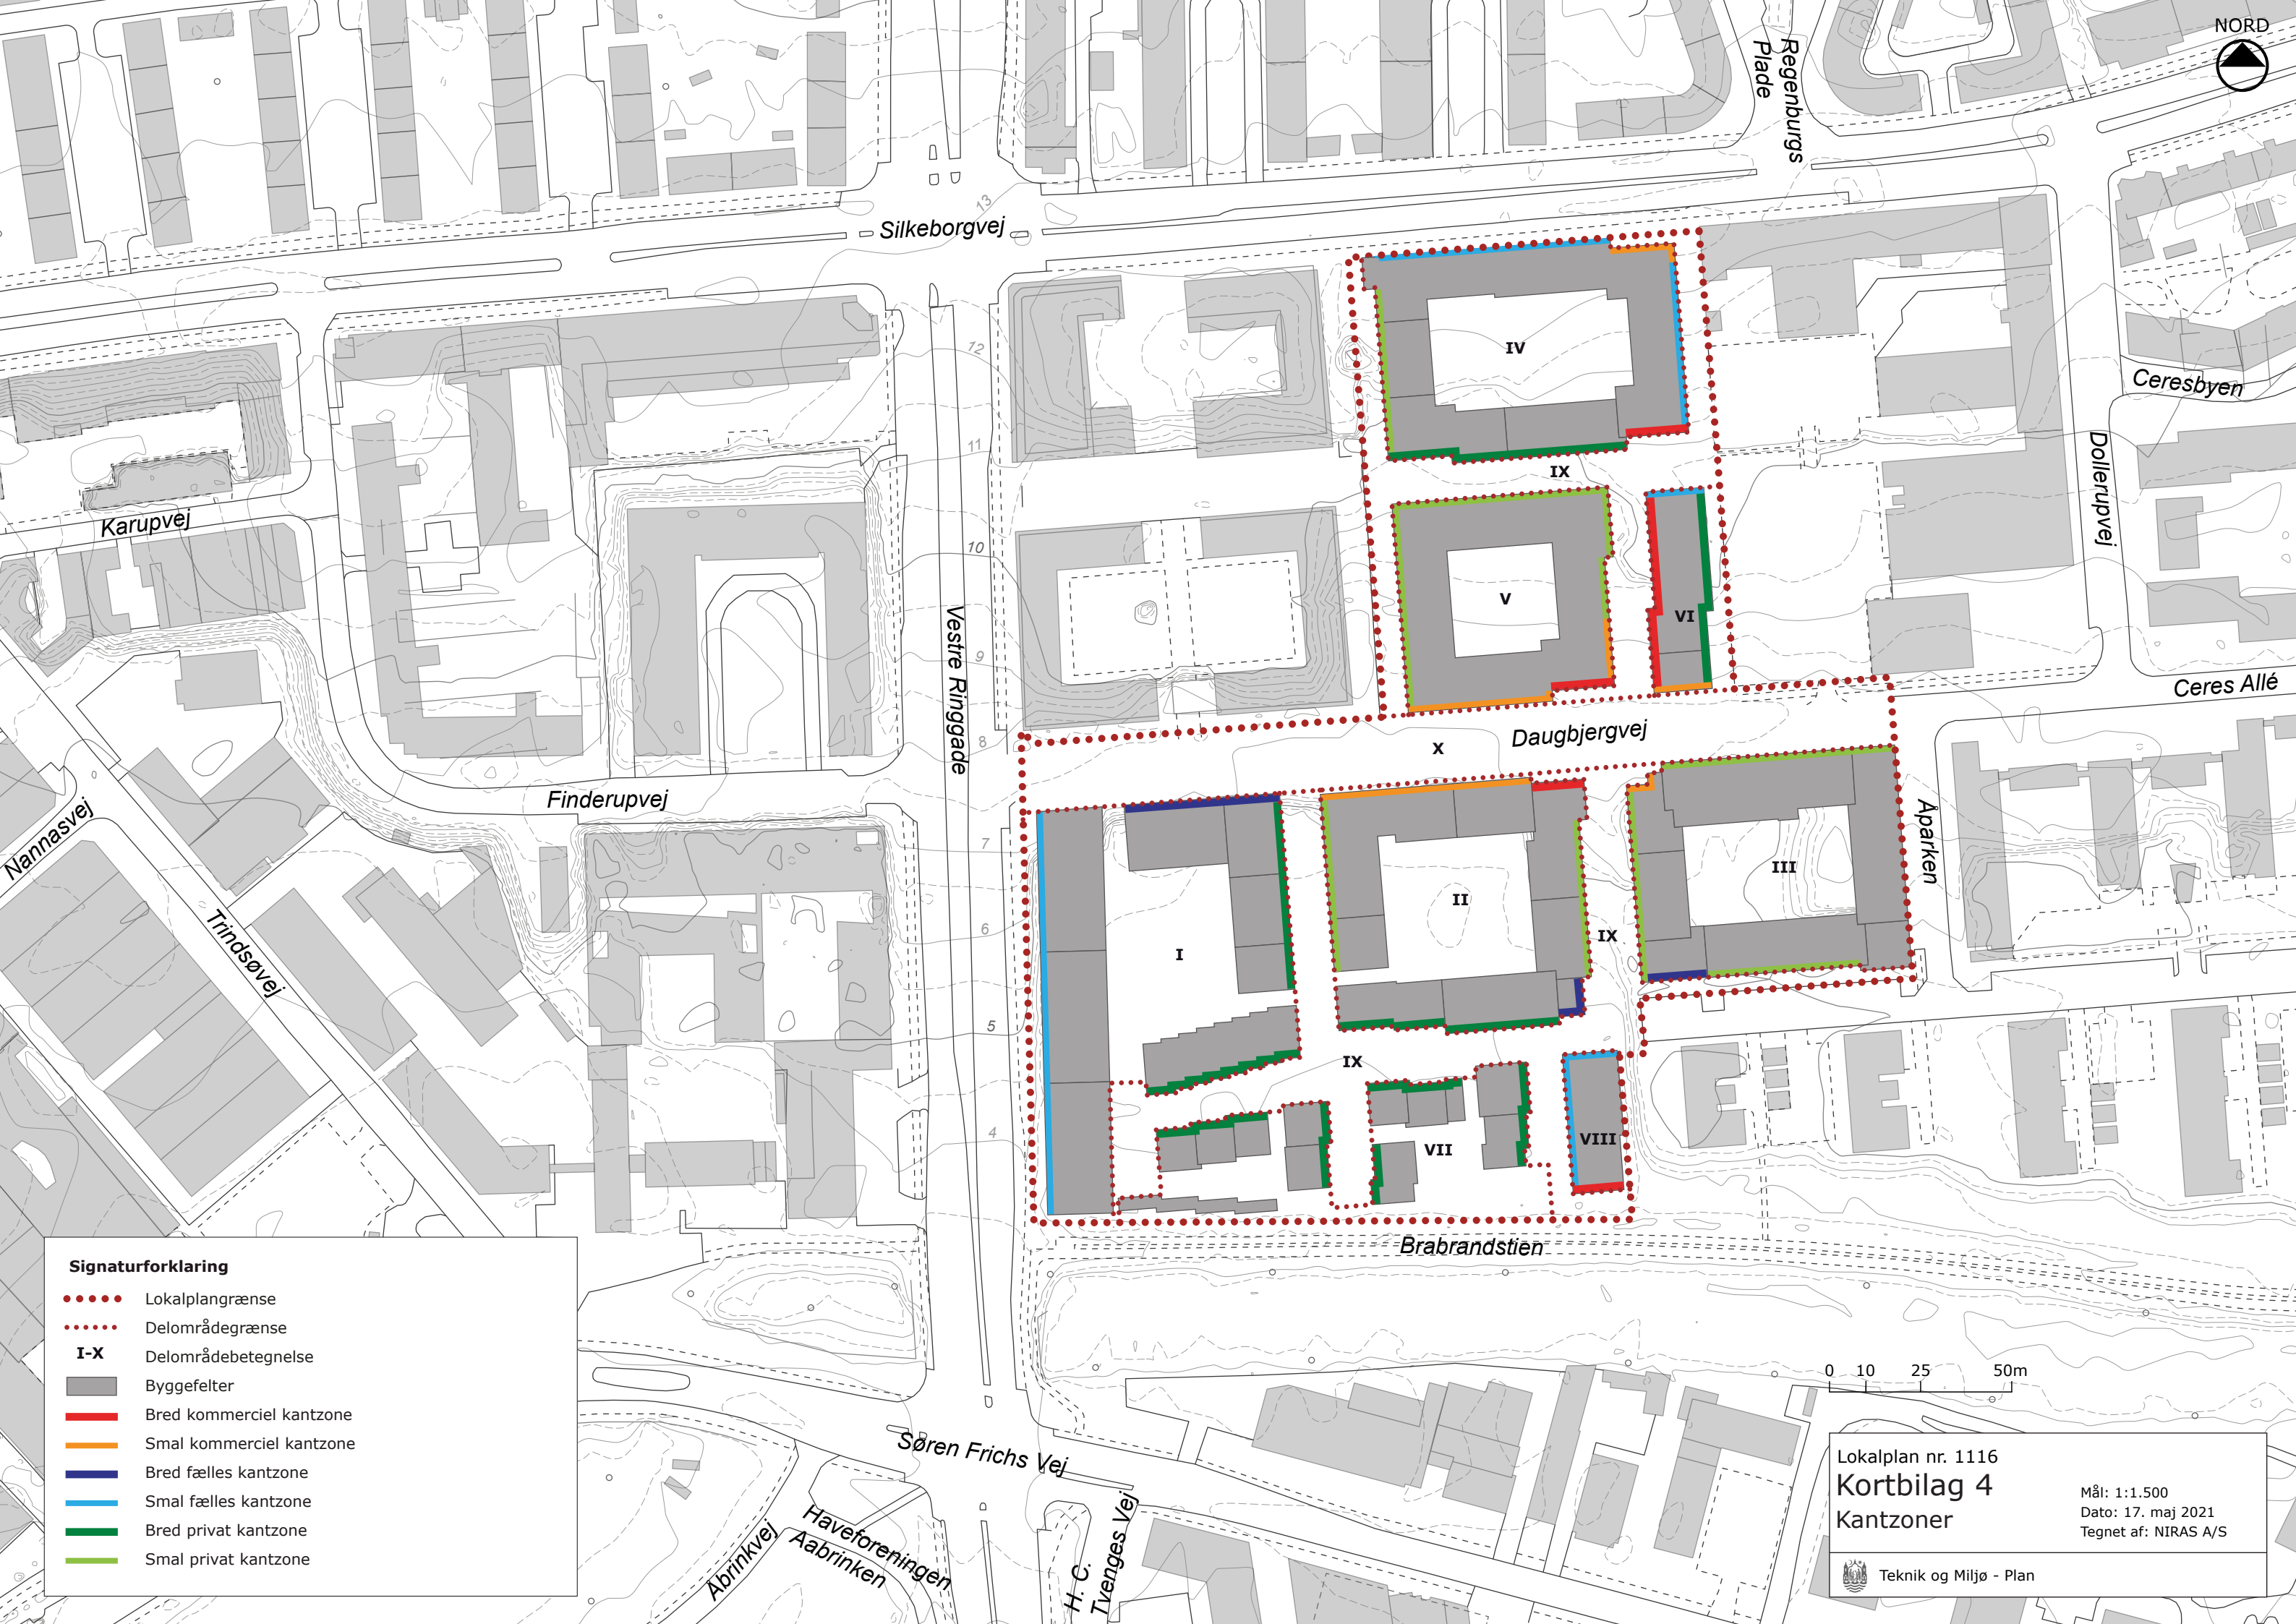 NORD
Regenburgs
Plade
13
Silkeborgvej
12
IV
Ceresbyen
11
Dollerupvej
IX
Karupvej
10
V
VI
Vestre Ringgade
9
Ceres Allé
8
X
Daugbjergvej
Finderupvej
Nannasvej
7
Åparken
III
II
6
IX
Trindsøvej
I
5
IX
4
VII
VIII
Brabrandstien
Signaturforklaring
Lokalplangrænse
Delområdegrænse
I-X Delområdebetegnelse
Byggefelter
Bred kommerciel kantzone
Smal kommerciel kantzone
Bred fælles kantzone
Smal fælles kantzone
Bred privat kantzone
Smal privat kantzone
0 10 25 50m
Søren Frichs Vej
Åbrinkvej
Haveforeningen
Aabrinken
H. C.
Tvenges Vej
Lokalplan nr. 1116
Kortbilag 4
Kantzoner
Mål: 1:1.500
Dato: 17. maj 2021
Tegnet af: NIRAS A/S
Teknik og Miljø - Plan